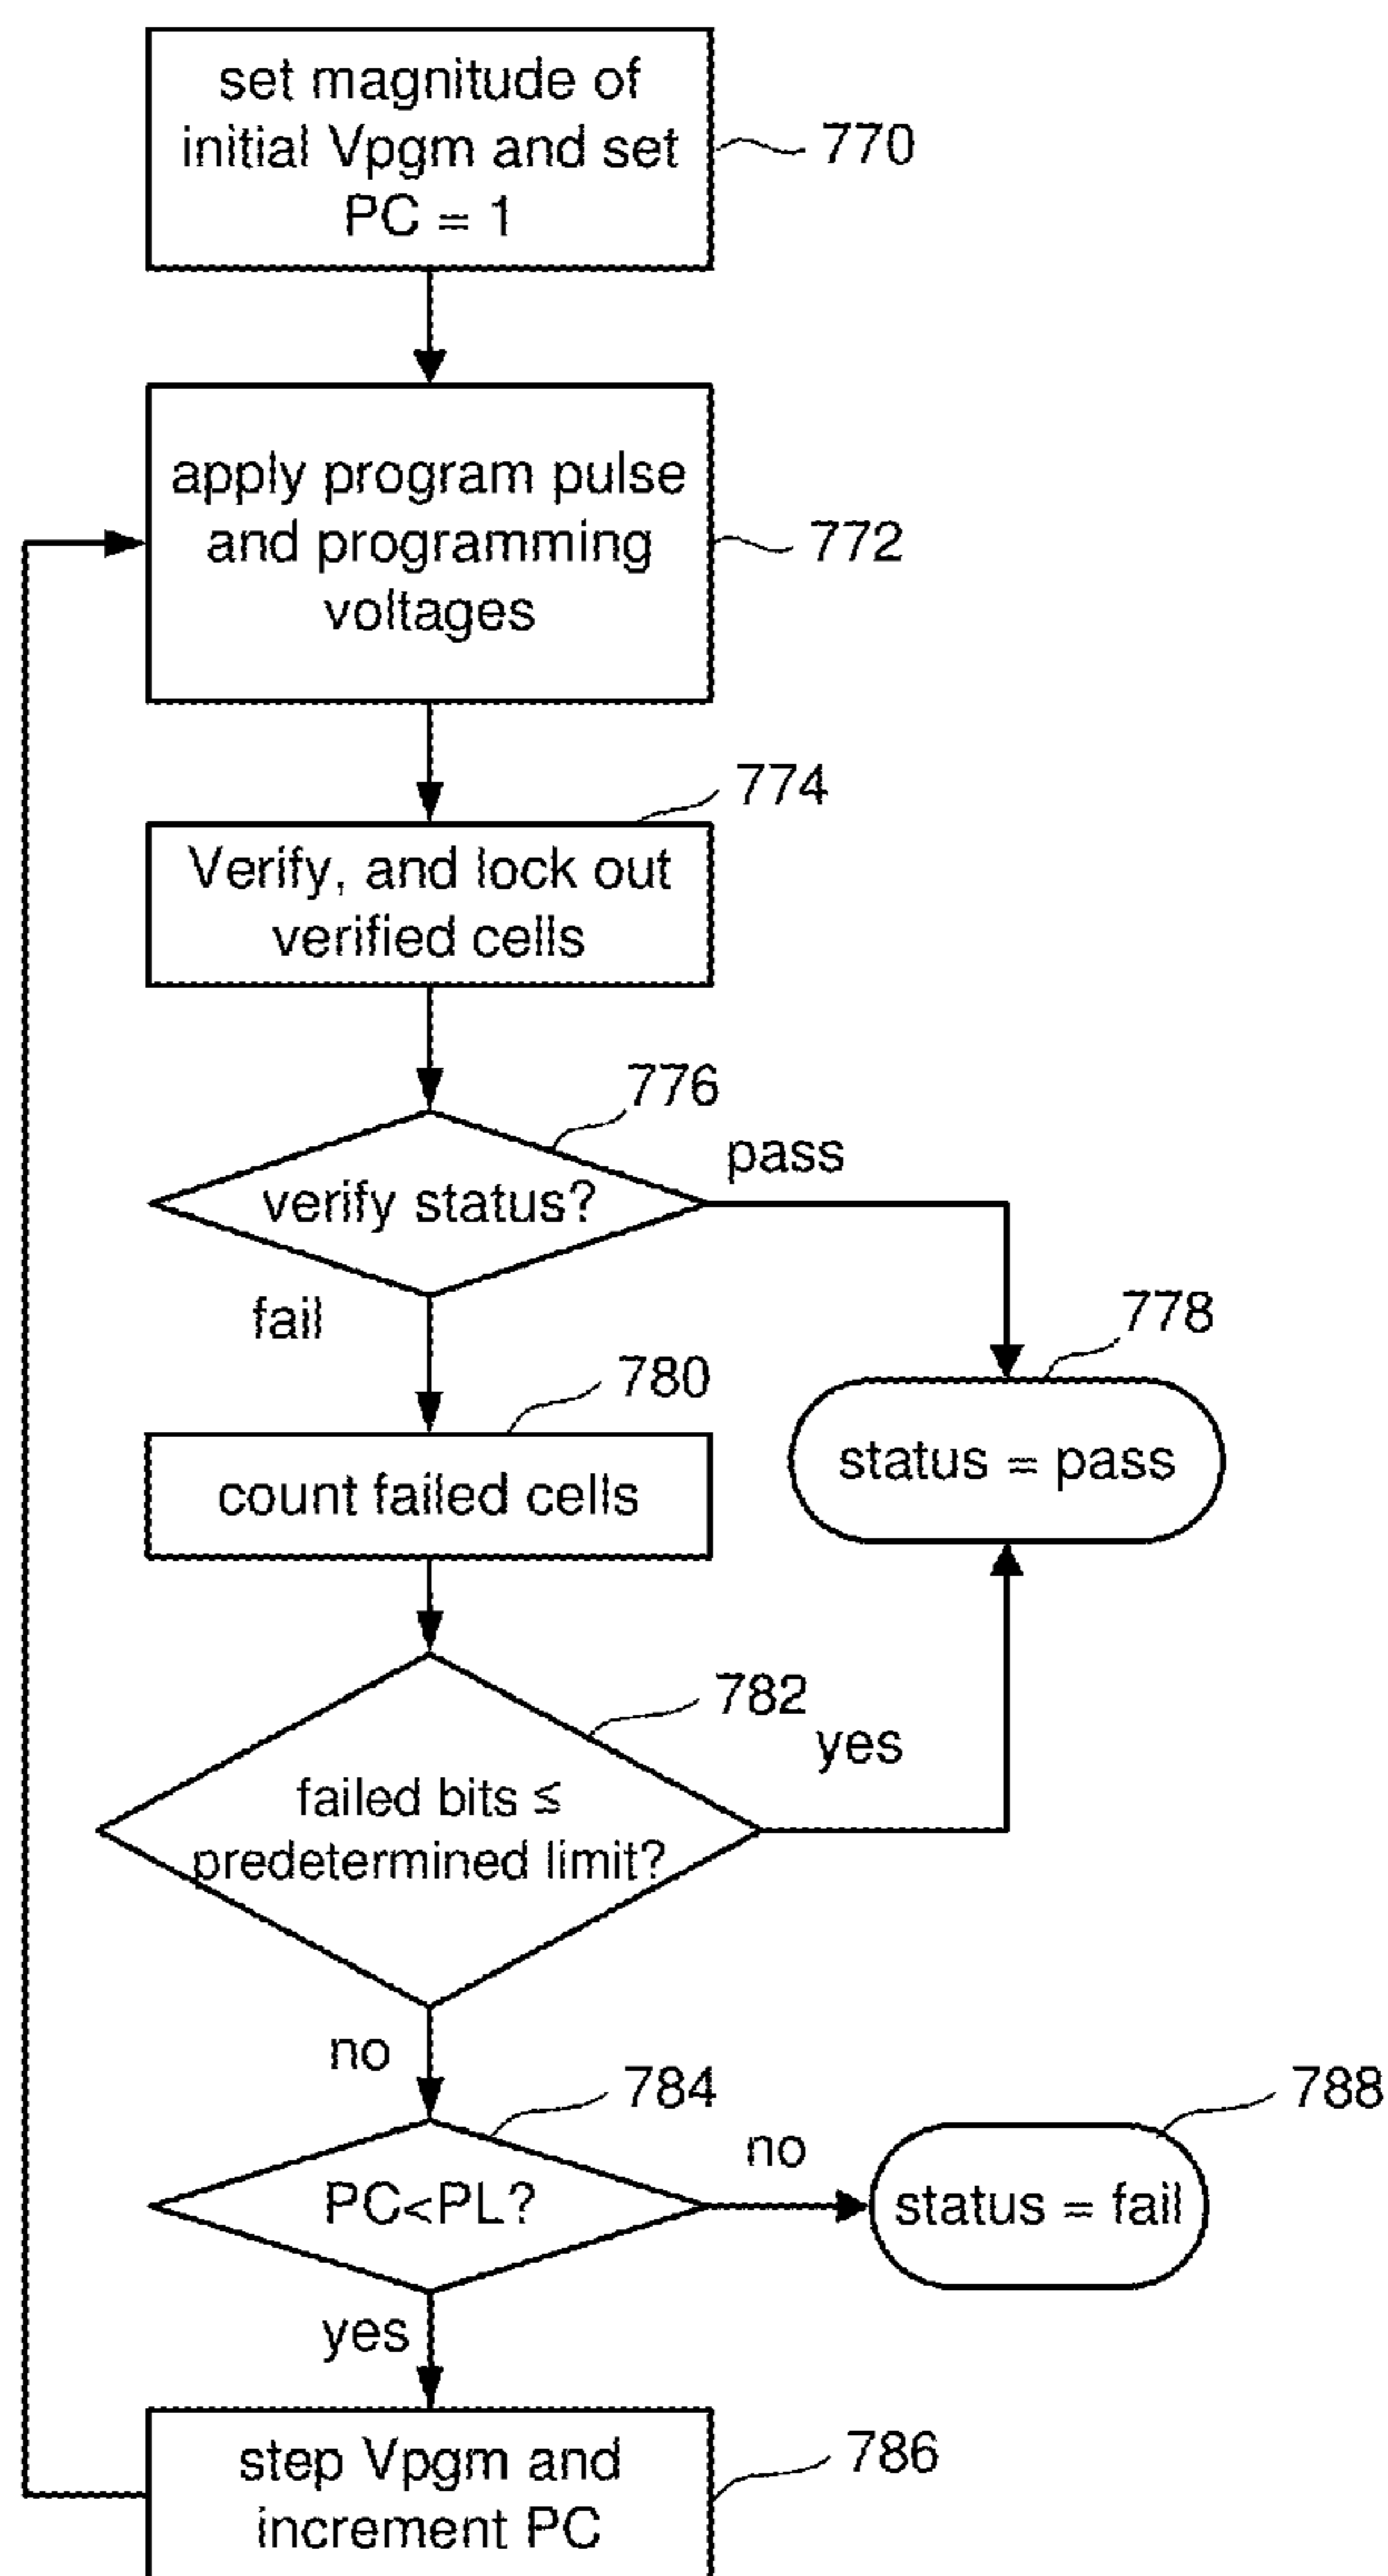 set magnitude of
initial Vpgm and set
PC = 1
770
apply program pulse
and programming
voltages
772
774
Verify, and lock out
verified cells
776
verify status?
pass
fail
778
status = pass
780
count failed cells
782
failed bits ≤
predetermined limit?
yes
no
784
PC<PL?
no
788
status = fail
yes
step Vpgm and
increment PC
786